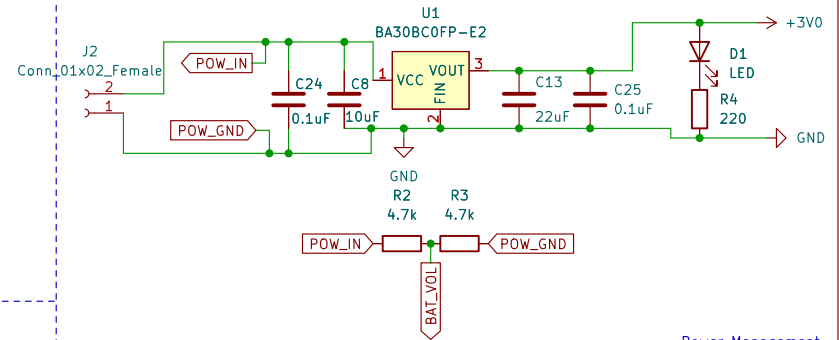 U1
BA30BC0FP-E2
+3V0
J2
Conn_01x02_Female
POW_IN
1
VCC
VOUT
3
FIN
2
D1
LED
2
1
C24
0.1uF
C8
10uF
C13
22uF
C25
0.1uF
R4
220
POW_GND
GND
GND
R2
4.7k
R3
4.7k
POW_IN
POW_GND
BAT_VOL
Power Management